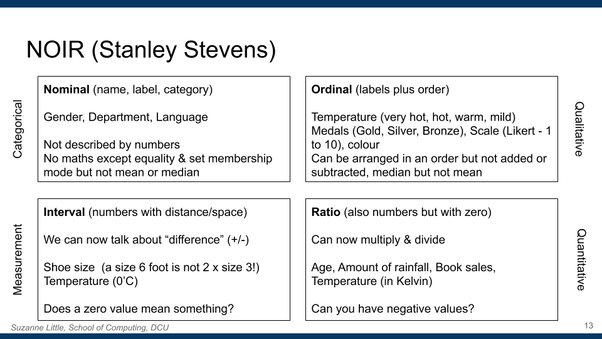 NOIR (Stanley Stevens)
Categorical
Nominal (name, label, category)
Gender, Department, Language
Not described by numbers
No maths except equality & set membership
mode but not mean or median
Ordinal (labels plus order)
Temperature (very hot, hot, warm, mild)
Medals (Gold, Silver, Bronze), Scale (Likert - 1
to 10), colour
Can be arranged in an order but not added or
subtracted, median but not mean
Qualitative
Measurement
Interval (numbers with distance/space)
We can now talk about “difference” (+/-)
Shoe size  (a size 6 foot is not 2 x size 3!)
Temperature (0’C)
Does a zero value mean something?
Ratio (also numbers but with zero)
Can now multiply & divide
Age, Amount of rainfall, Book sales,
Temperature (in Kelvin)
Can you have negative values?
Quantitative
Suzanne Little, School of Computing, DCU
13